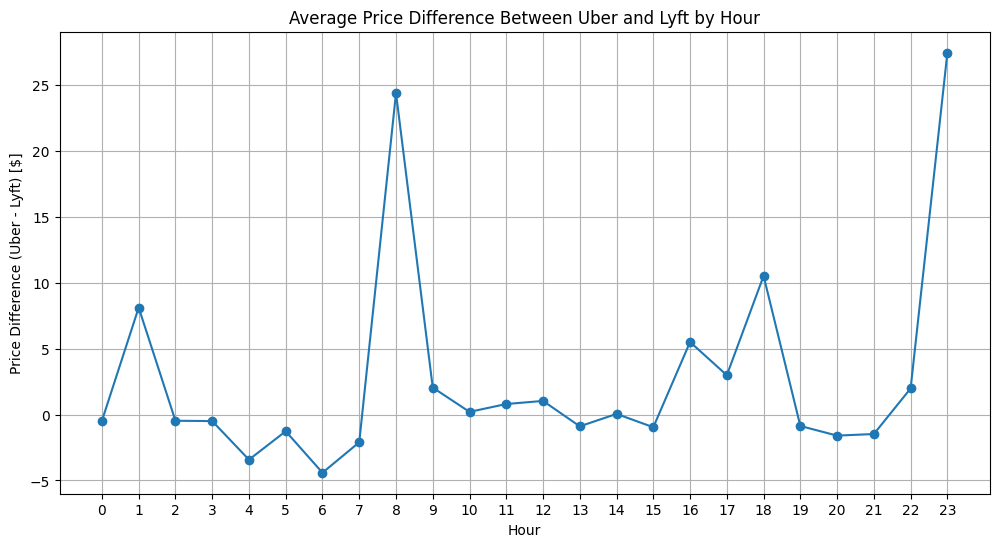 Average Price Difference Between Uber and Lyft by Hour
Price Difference (Uber - Lyft) [$]
25
20
15
10
5
0
−5
0 1 2 3 4 5 6 7 8 9 10 11 12 13 14 15 16 17 18 19 20 21 22 23
Hour